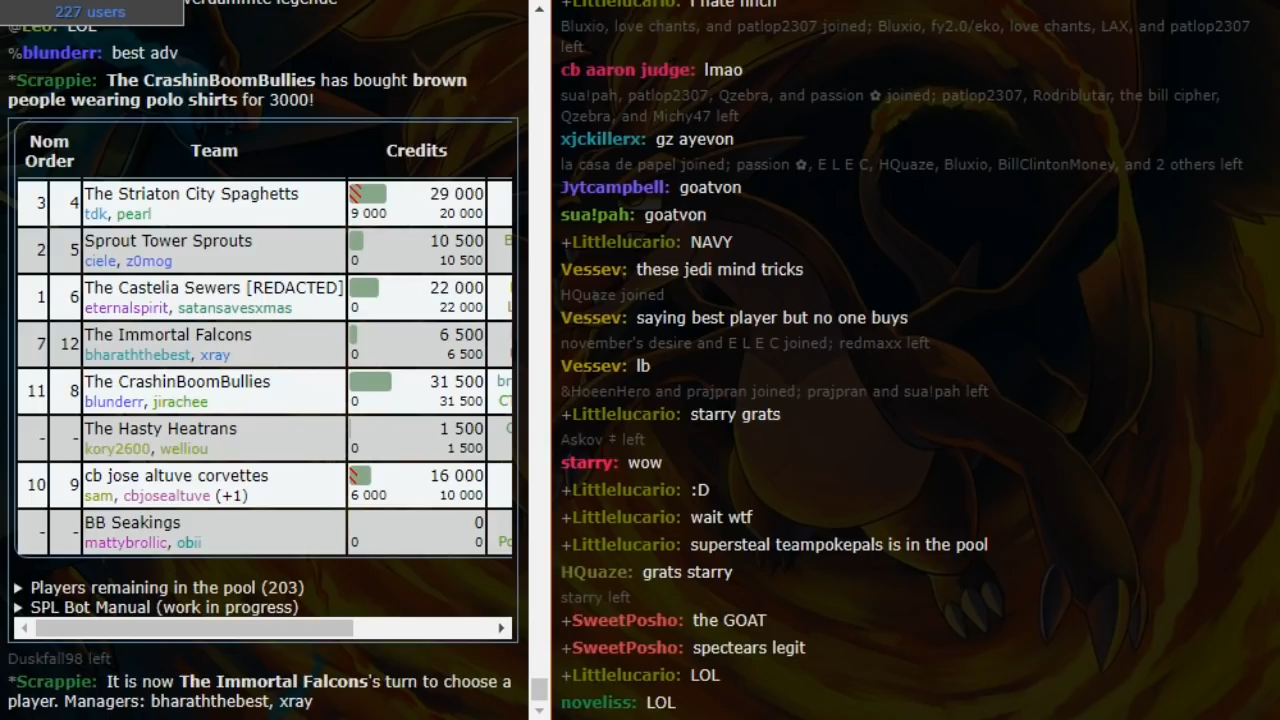 227 users
@Leo: LOL
%blunderr: best adv
*Scrappie: The CrashinBoomBullies has bought brown
people wearing polo shirts for 3000!
Nom Order Team Credits
3 4 The Striaton City Spaghetts 29 000
tdk, pearl 9 000 20 000
2 5 Sprout Tower Sprouts 10 500
ciele, z0mog 0 10 500
1 6 The Castelia Sewers [REDACTED] 22 000
eternalspirit, satansavesxmas 0 22 000
7 12 The Immortal Falcons 6 500
bharaththebest, xray 0 6 500
11 8 The CrashinBoomBullies 31 500 br
blunderr, jirachee 0 31 500
- - The Hasty Heatrans 1 500
kory2600, welliou 0 1 500
10 9 cb jose altuve corvettes 16 000
sam, cbjosealtuve (+1) 6 000 10 000
- - BB Seakings 0
mattybrollic, obii 0 0
▸ Players remaining in the pool (203)
▸ SPL Bot Manual (work in progress)
Duskfall98 left
*Scrappie: It is now The Immortal Falcons's turn to choose a
player. Managers: bharaththebest, xray
+Littlelucario: I hate finch
Bluxio, love chants, and patlop2307 joined; Bluxio, fy2.0/eko, love chants, LAX, and patlop2307
left
cb aaron judge: lmao
sua!pah, patlop2307, Qzebra, and passion ✿ joined; patlop2307, Rodriblutar, the bill cipher,
Qzebra, and Michy47 left
xjckillerx: gz ayevon
la casa de papel joined; passion ✿, E L E C, HQuaze, Bluxio, BillClintonMoney, and 2 others left
Jytcampbell: goatvon
sua!pah: goatvon
+Littlelucario: NAVY
Vessev: these jedi mind tricks
HQuaze joined
Vessev: saying best player but no one buys
november's desire and E L E C joined; redmaxx left
Vessev: lb
&HoeenHero and prajpran joined; prajpran and sua!pah left
+Littlelucario: starry grats
Askov ⚜ left
starry: wow
+Littlelucario: :D
+Littlelucario: wait wtf
+Littlelucario: supersteal teampokepals is in the pool
HQuaze: grats starry
starry left
+SweetPosho: the GOAT
+SweetPosho: spectears legit
+Littlelucario: LOL
noveliss: LOL